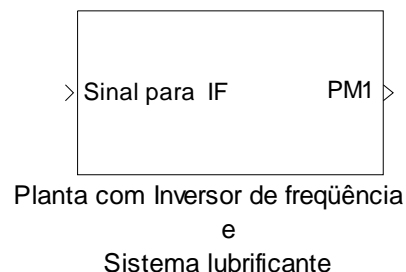 Sinal para IF PM1
Planta com Inversor de freqüência
e
Sistema lubrificante